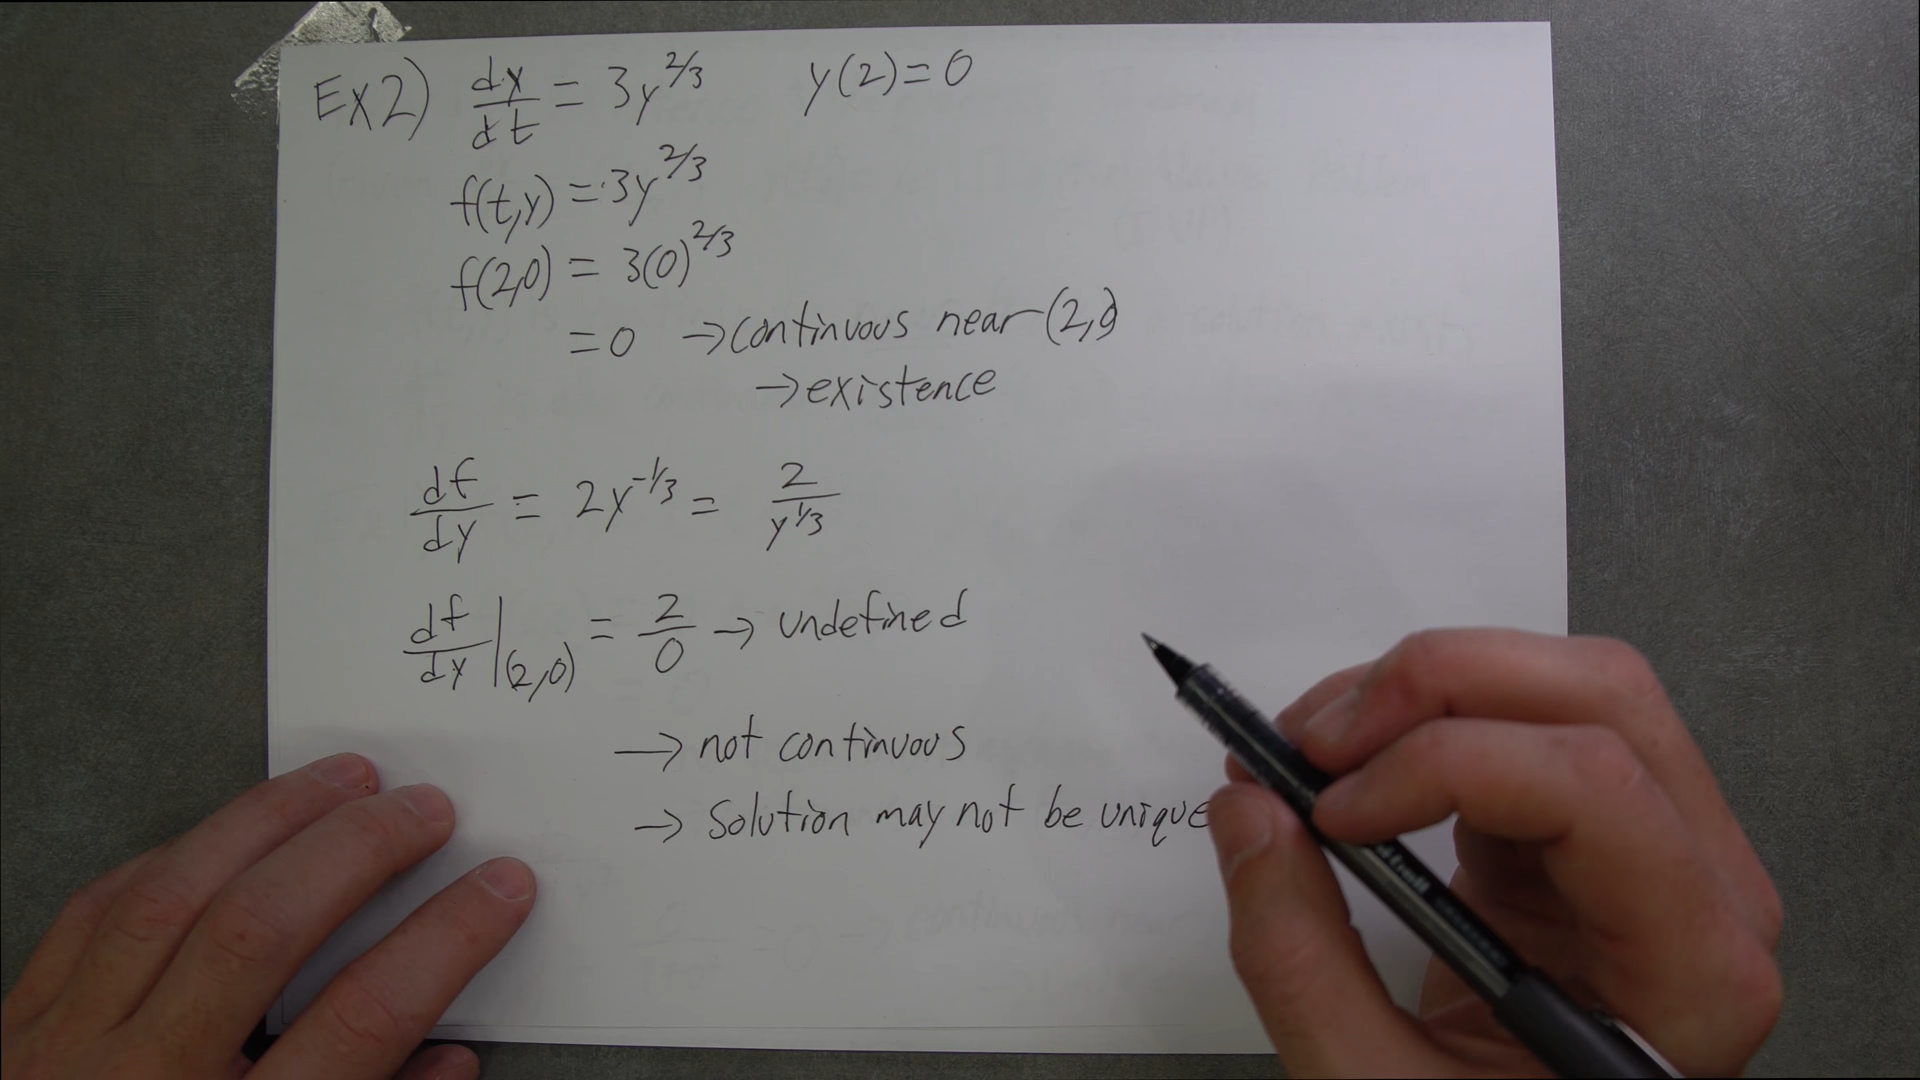 Ex2) dy/dt = 3y^2/3 y(2)=0
f(t,y) = 3y^2/3
f(2,0) = 3(0)^2/3
=0 →continuous near (2,0)
→existence
df/dy = 2y^-1/3 = 2/y^1/3
df/dy|(2,0) = 2/0 → undefined
→ not continuous
→ Solution may not be unique